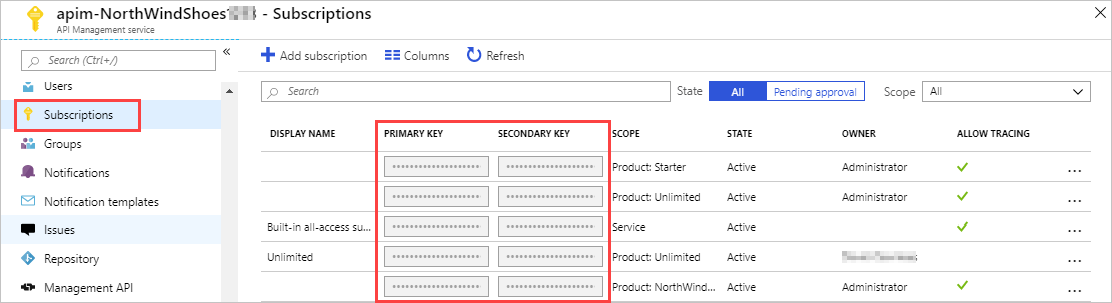 apim-NorthWindShoes - Subscriptions
API Management service
Search (Ctrl+/)
Users
Subscriptions
Groups
Notifications
Notification templates
Issues
Repository
Management API
Add subscription Columns Refresh
Search State All Pending approval Scope All
DISPLAY NAME PRIMARY KEY SECONDARY KEY SCOPE STATE OWNER ALLOW TRACING
Product: Starter Active Administrator
Product: Unlimited Active Administrator
Built-in all-access su... Service Active
Unlimited Product: Unlimited Active
Product: NorthWind... Active Administrator